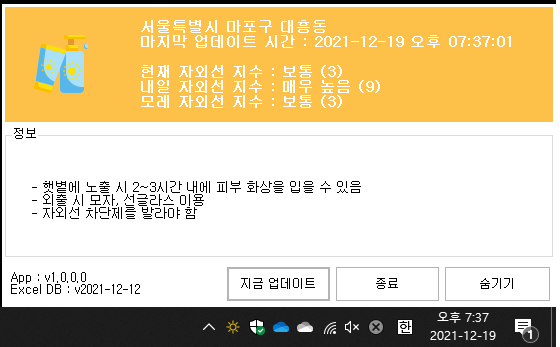 서울특별시 마포구 대흥동
마지막 업데이트 시간 : 2021-12-19 오후 07:37:01
현재 자외선 지수 : 보통 (3)
내일 자외선 지수 : 매우 높음 (9)
모레 자외선 지수 : 보통 (3)
정보
- 햇볕에 노출 시 2~3시간 내에 피부 화상을 입을 수 있음
- 외출 시 모자, 선글라스 이용
- 자외선 차단제를 발라야 함
App : v1,0,0,0
Excel DB : v2021-12-12
지금 업데이트
종료
숨기기
한
오후 7:37
2021-12-19
1